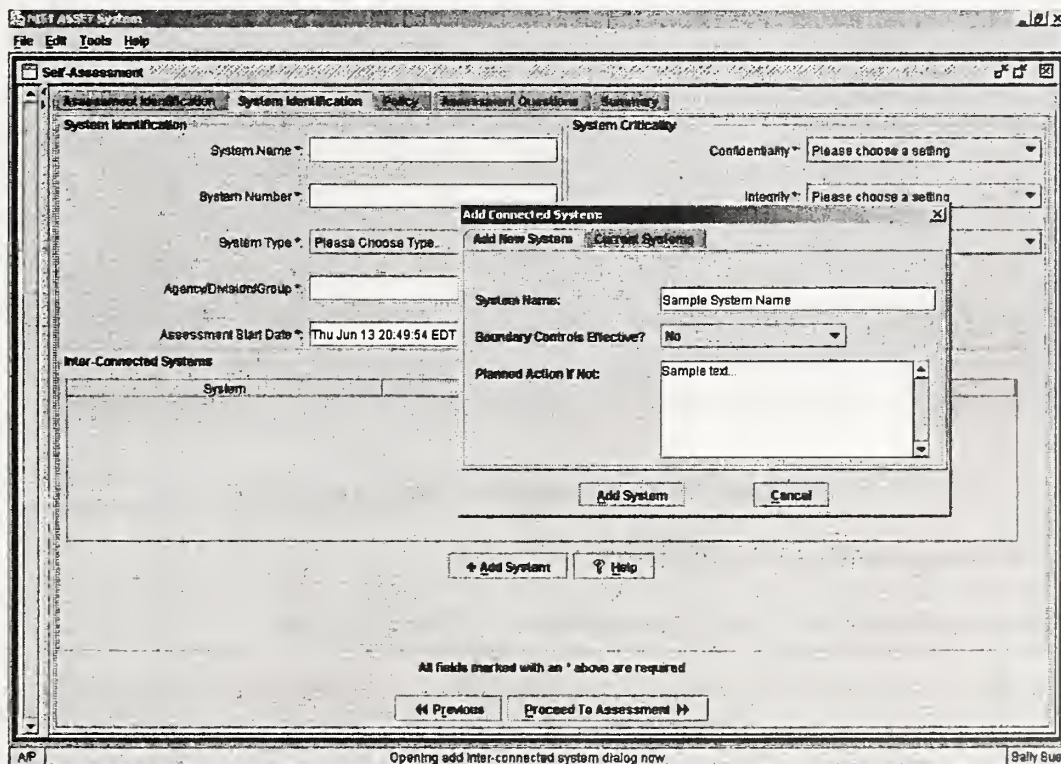 NIST ASSET System
File Edit Tools Help
Self-Assessment
Assessment Identification System Identification Policy Assessment Questions Summary
System Identification
System Name *:
System Number *:
System Type *: Please Choose Type..
Agency/Division/Group *:
Assessment Start Date *: Thu Jun 13 20:49:54 EDT
System Criticality
Confidentiality *: Please choose a setting
Integrity *: Please choose a setting
Add Connected System:
Add New System Current Systems
System Name: Sample System Name
Boundary Controls Effective? No
Planned Action If Not: Sample text...
Add System Cancel
Inter-Connected Systems
System
Add System Help
All fields marked with an * above are required
Previous Proceed To Assessment
A/P Opening add inter-connected system dialog now Sally Sue